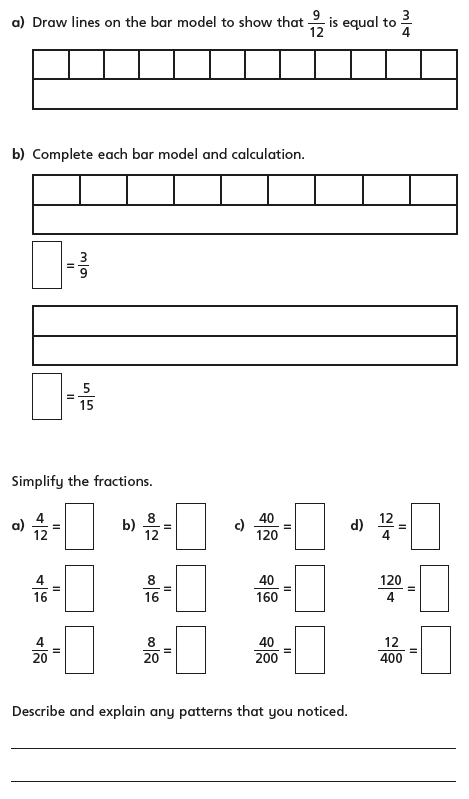 a) Draw lines on the bar model to show that 9/12 is equal to 3/4
b) Complete each bar model and calculation.
= 3/9
= 5/15
Simplify the fractions.
a) 4/12 = b) 8/12 = c) 40/120 = d) 12/4 =
4/16 = 8/16 = 40/160 = 120/4 =
4/20 = 8/20 = 40/200 = 12/400 =
Describe and explain any patterns that you noticed.